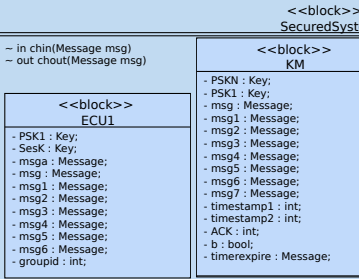 <<block>>
SecuredSyst
~ in chin(Message msg)
~ out chout(Message msg)
<<block>>
ECU1
- PSK1 : Key;
- SesK : Key;
- msga : Message;
- msg : Message;
- msg1 : Message;
- msg2 : Message;
- msg3 : Message;
- msg4 : Message;
- msg5 : Message;
- msg6 : Message;
- groupid : int;
<<block>>
KM
- PSKN : Key;
- PSK1 : Key;
- msg : Message;
- msg1 : Message;
- msg2 : Message;
- msg3 : Message;
- msg4 : Message;
- msg5 : Message;
- msg6 : Message;
- msg7 : Message;
- timestamp1 : int;
- timestamp2 : int;
- ACK : int;
- b : bool;
- timerexpire : Message;